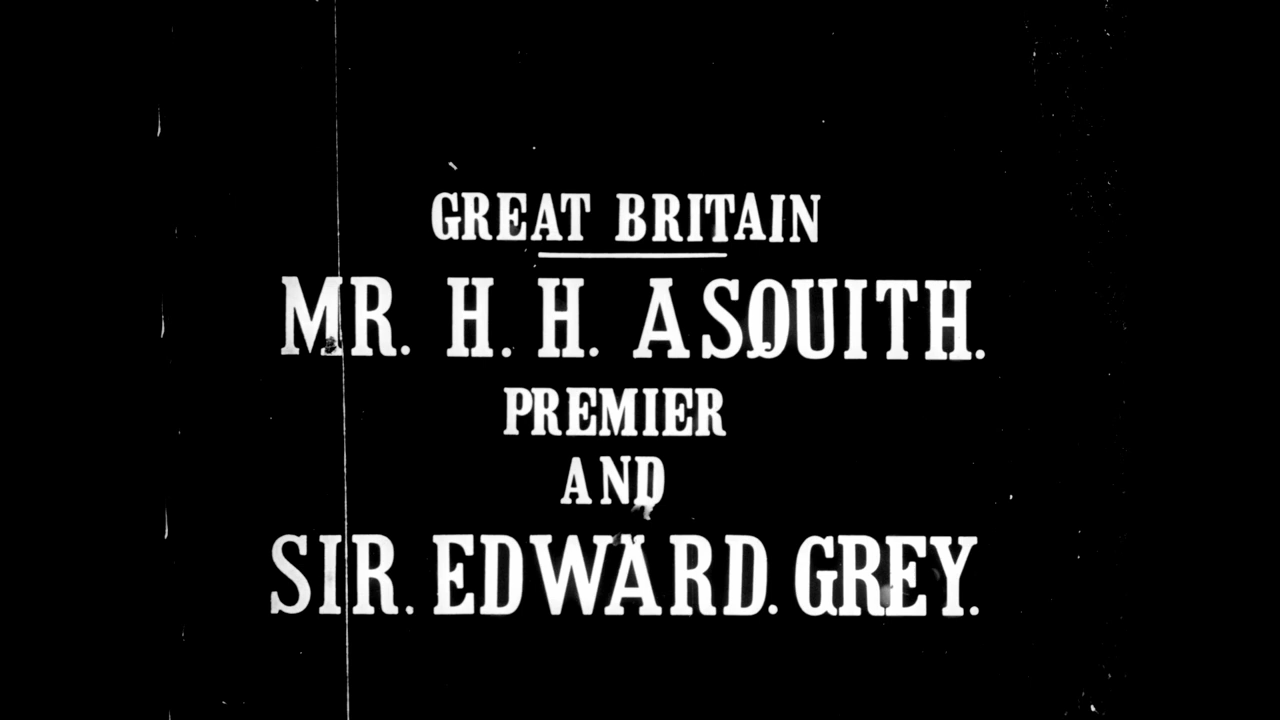 GREAT BRITAIN
MR. H. H. ASQUITH.
PREMIER
AND
SIR. EDWARD. GREY.